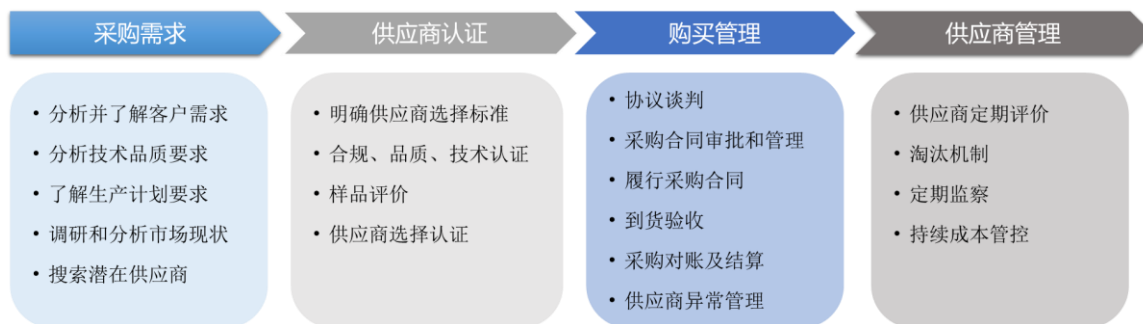 采购需求
供应商认证
购买管理
供应商管理
• 分析并了解客户需求
• 分析技术品质要求
• 了解生产计划要求
• 调研和分析市场现状
• 搜索潜在供应商
• 明确供应商选择标准
• 合规、品质、技术认证
• 样品评价
• 供应商选择认证
• 协议谈判
• 采购合同审批和管理
• 履行采购合同
• 到货验收
• 采购对账及结算
• 供应商异常管理
• 供应商定期评价
• 淘汰机制
• 定期监察
• 持续成本管控